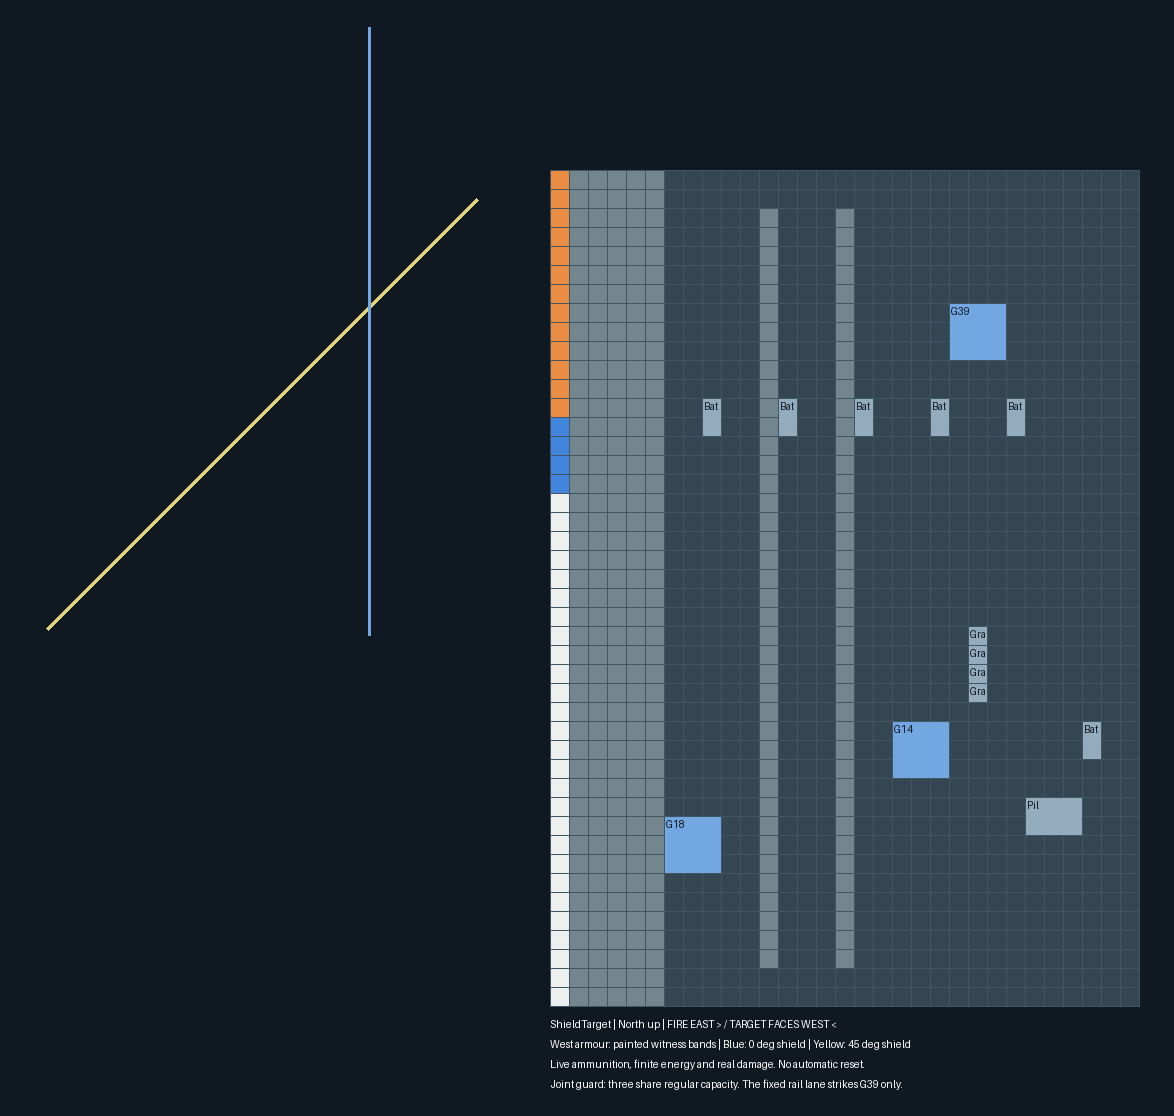 G39
Bat Bat Bat Bat Bat
Gra
Gra
Gra
Gra
G14 Bat
Pil
G18
ShieldTarget | North up | FIRE EAST > / TARGET FACES WEST <
West armour: painted witness bands | Blue: 0 deg shield | Yellow: 45 deg shield
Live ammunition, finite energy and real damage. No automatic reset.
Joint guard: three share regular capacity. The fixed rail lane strikes G39 only.